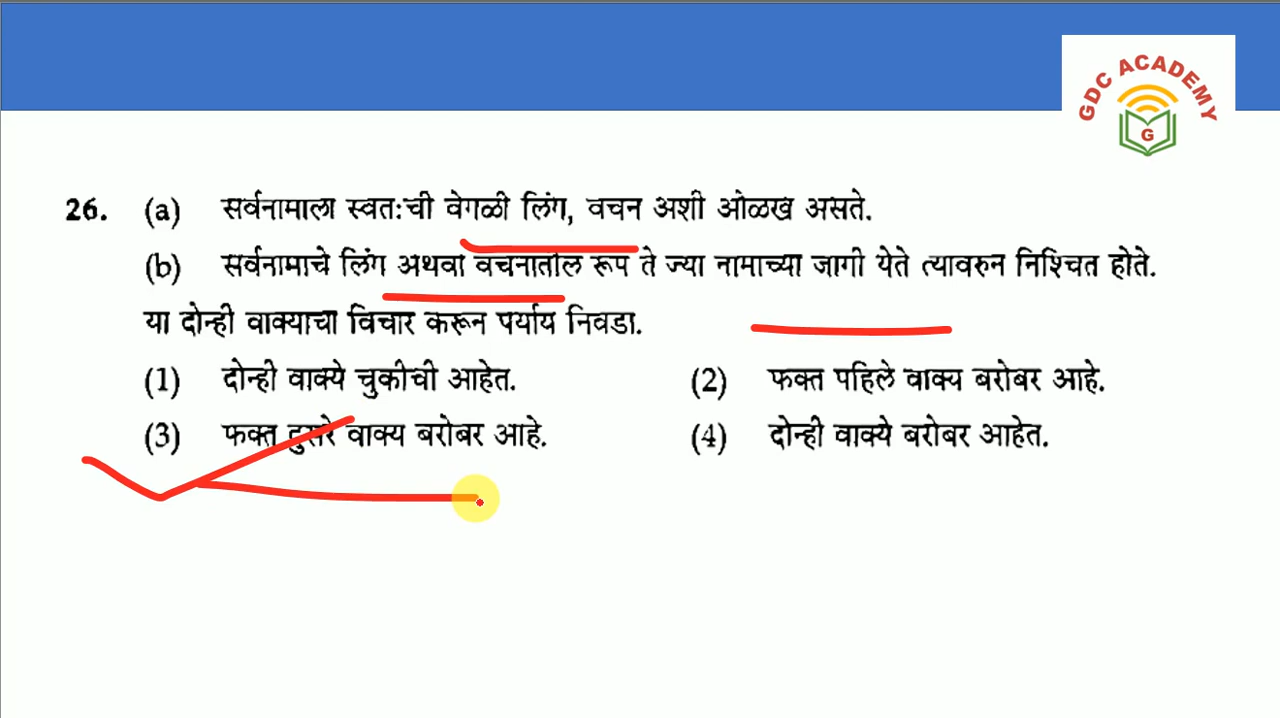 GDC ACADEMY
G
26. (a) सर्वनामाला स्वतःची वेगळी लिंग, वचन अशी ओळख असते.
(b) सर्वनामाचे लिंग अथवा वचनातील रूप ते ज्या नामाच्या जागी येते त्यावरुन निश्चित होते.
या दोन्ही वाक्याचा विचार करून पर्याय निवडा.
(1) दोन्ही वाक्ये चुकीची आहेत. (2) फक्त पहिले वाक्य बरोबर आहे.
(3) फक्त दुसरे वाक्य बरोबर आहे. (4) दोन्ही वाक्ये बरोबर आहेत.